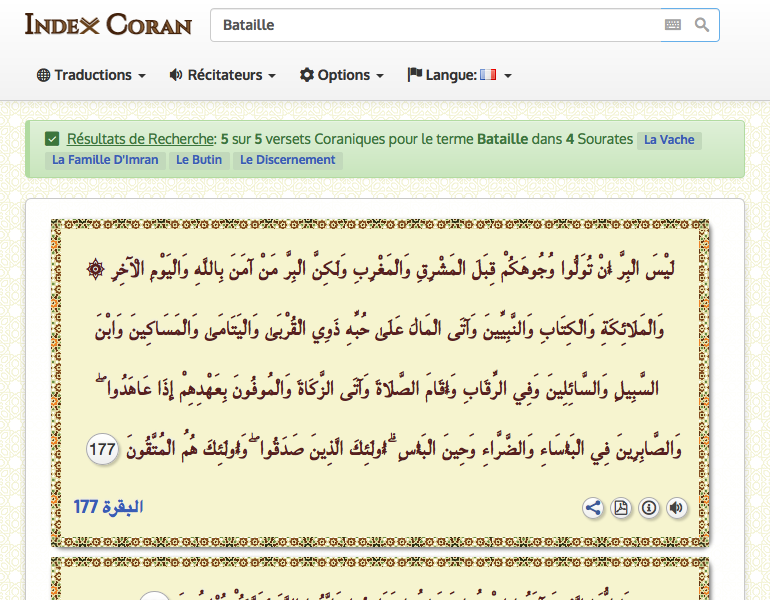 INDEX CORAN
Bataille
Traductions
Récitateurs
Options
Langue:
Résultats de Recherche: 5 sur 5 versets Coraniques pour le terme Bataille dans 4 Sourates La Vache
La Famille D'Imran Le Butin Le Discernement
لَيْسَ الْبِرَّ أَنْ تُوَلُّوا وُجُوهَكُمْ قِبَلَ الْمَشْرِقِ وَالْمَغْرِبِ وَلَٰكِنَّ الْبِرَّ مَنْ آمَنَ بِاللَّهِ وَالْيَوْمِ الْآخِرِ ۞
وَالْمَلَائِكَةِ وَالْكِتَابِ وَالنَّبِيِّينَ وَآتَى الْمَالَ عَلَىٰ حُبِّهِ ذَوِي الْقُرْبَىٰ وَالْيَتَامَىٰ وَالْمَسَاكِينَ وَابْنَ
السَّبِيلِ وَالسَّائِلِينَ وَفِي الرِّقَابِ وَأَقَامَ الصَّلَاةَ وَآتَى الزَّكَاةَ وَالْمُوفُونَ بِعَهْدِهِمْ إِذَا عَاهَدُوا ۖ
وَالصَّابِرِينَ فِي الْبَأْسَاءِ وَالضَّرَّاءِ وَحِينَ الْبَأْسِ ۗ أُولَٰئِكَ الَّذِينَ صَدَقُوا ۖ وَأُولَٰئِكَ هُمُ الْمُتَّقُونَ 177
البقرة 177